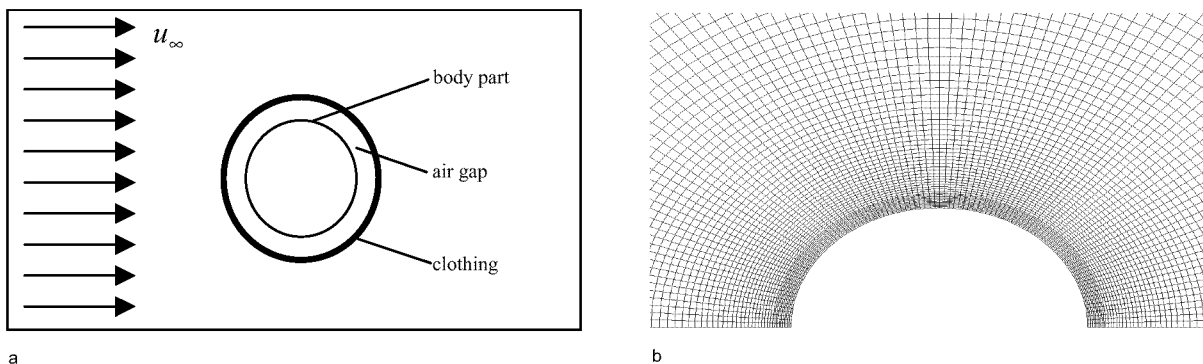 u∞
body part
air gap
clothing
a
b